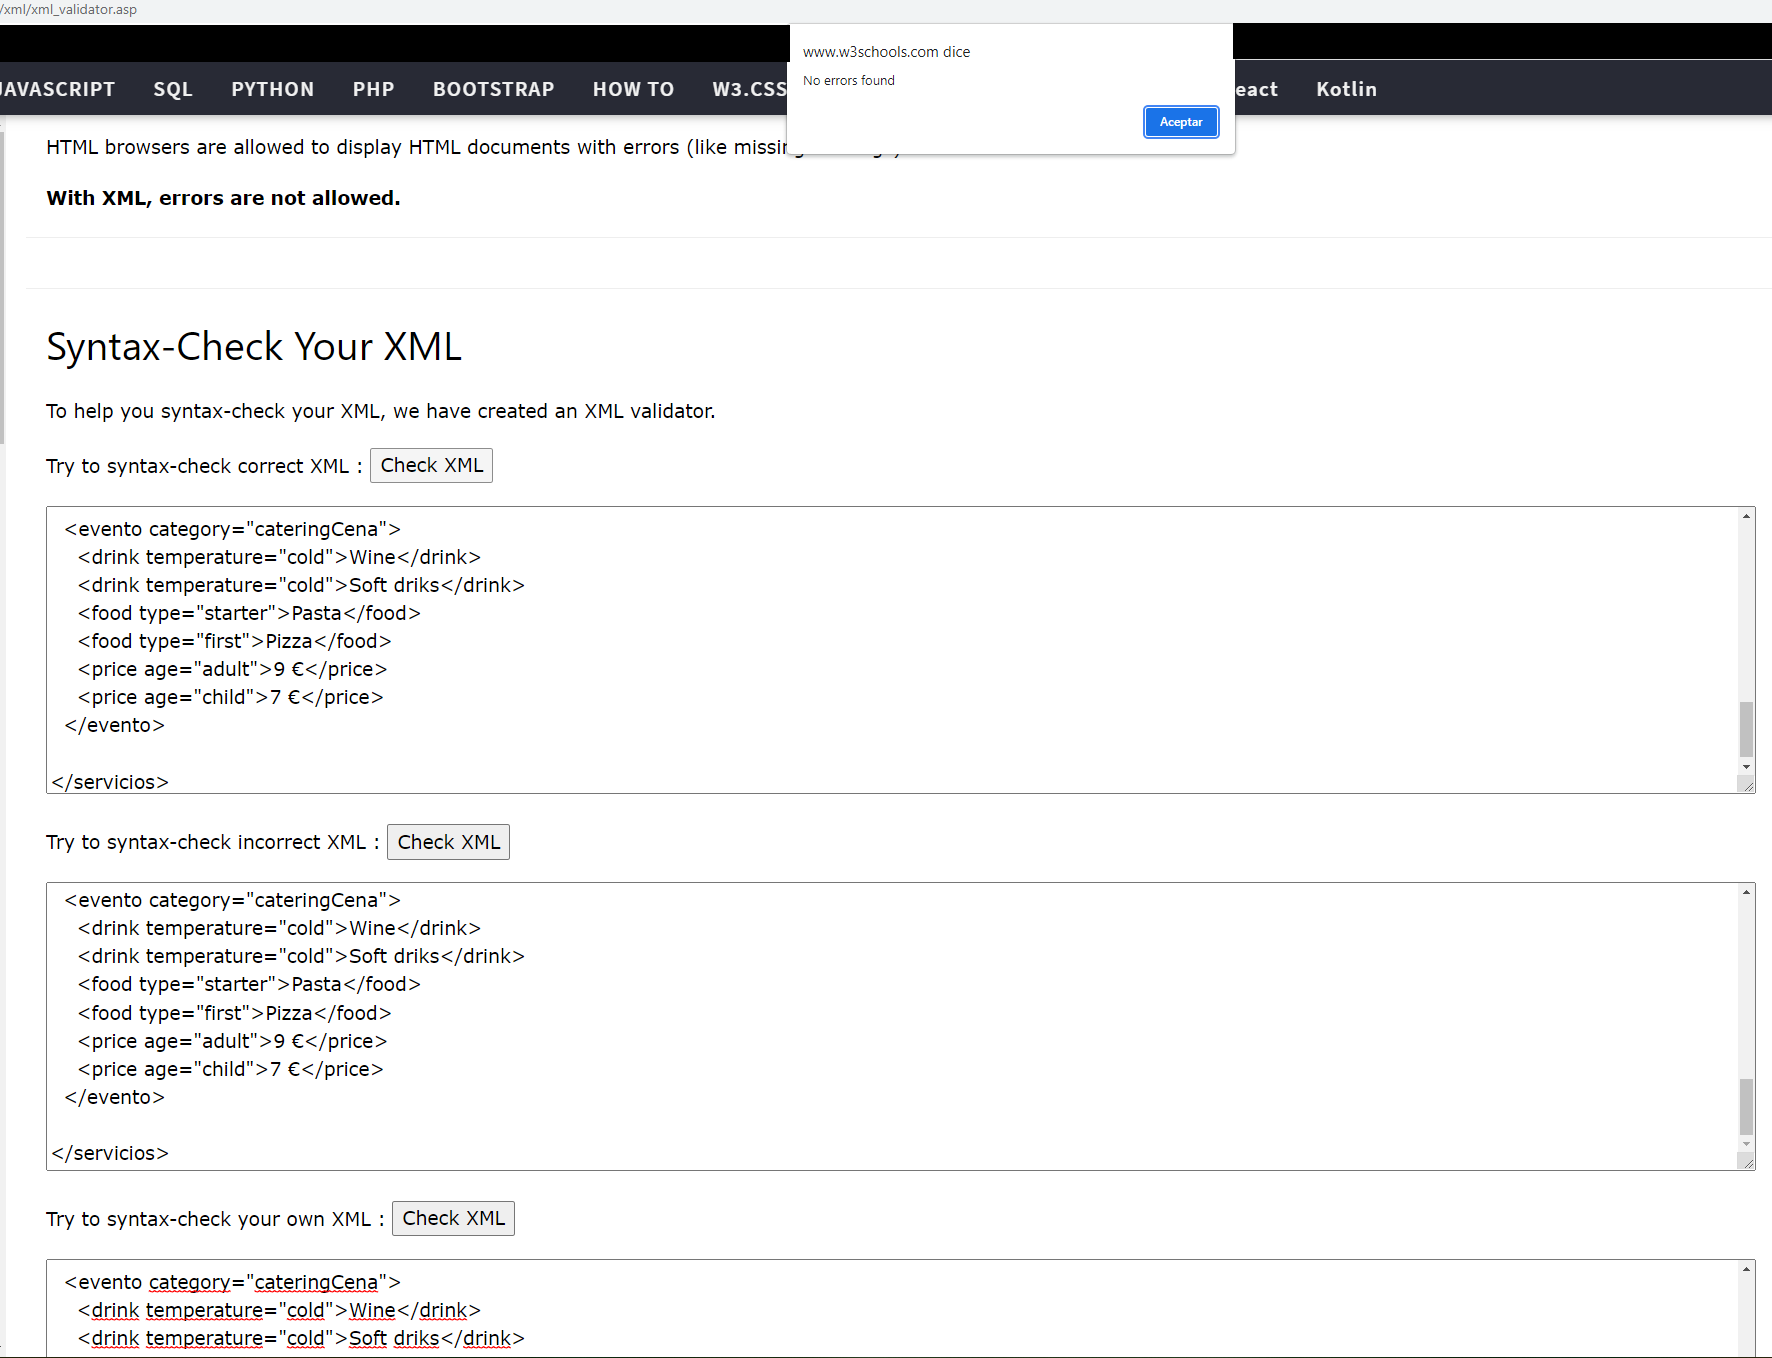 /xml/xml_validator.asp
www.w3schools.com dice
No errors found
Aceptar
JAVASCRIPT SQL PYTHON PHP BOOTSTRAP HOW TO W3.CSS eact Kotlin
HTML browsers are allowed to display HTML documents with errors (like
With XML, errors are not allowed.
Syntax-Check Your XML
To help you syntax-check your XML, we have created an XML validator.
Try to syntax-check correct XML : Check XML
<evento category="cateringCena">
<drink temperature="cold">Wine</drink>
<drink temperature="cold">Soft driks</drink>
<food type="starter">Pasta</food>
<food type="first">Pizza</food>
<price age="adult">9 €</price>
<price age="child">7 €</price>
</evento>
</servicios>
Try to syntax-check incorrect XML : Check XML
<evento category="cateringCena">
<drink temperature="cold">Wine</drink>
<drink temperature="cold">Soft driks</drink>
<food type="starter">Pasta</food>
<food type="first">Pizza</food>
<price age="adult">9 €</price>
<price age="child">7 €</price>
</evento>
</servicios>
Try to syntax-check your own XML : Check XML
<evento category="cateringCena">
<drink temperature="cold">Wine</drink>
<drink temperature="cold">Soft driks</drink>